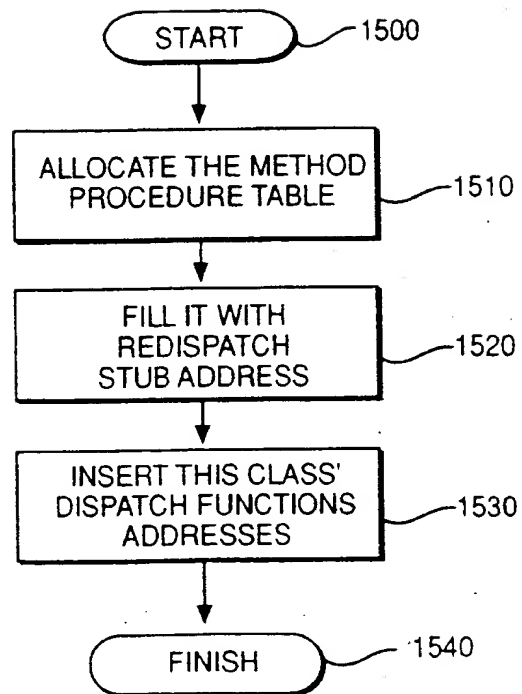 START
1500
ALLOCATE THE METHOD
PROCEDURE TABLE
1510
FILL IT WITH
REDISPATCH
STUB ADDRESS
1520
INSERT THIS CLASS'
DISPATCH FUNCTIONS
ADDRESSES
1530
FINISH
1540